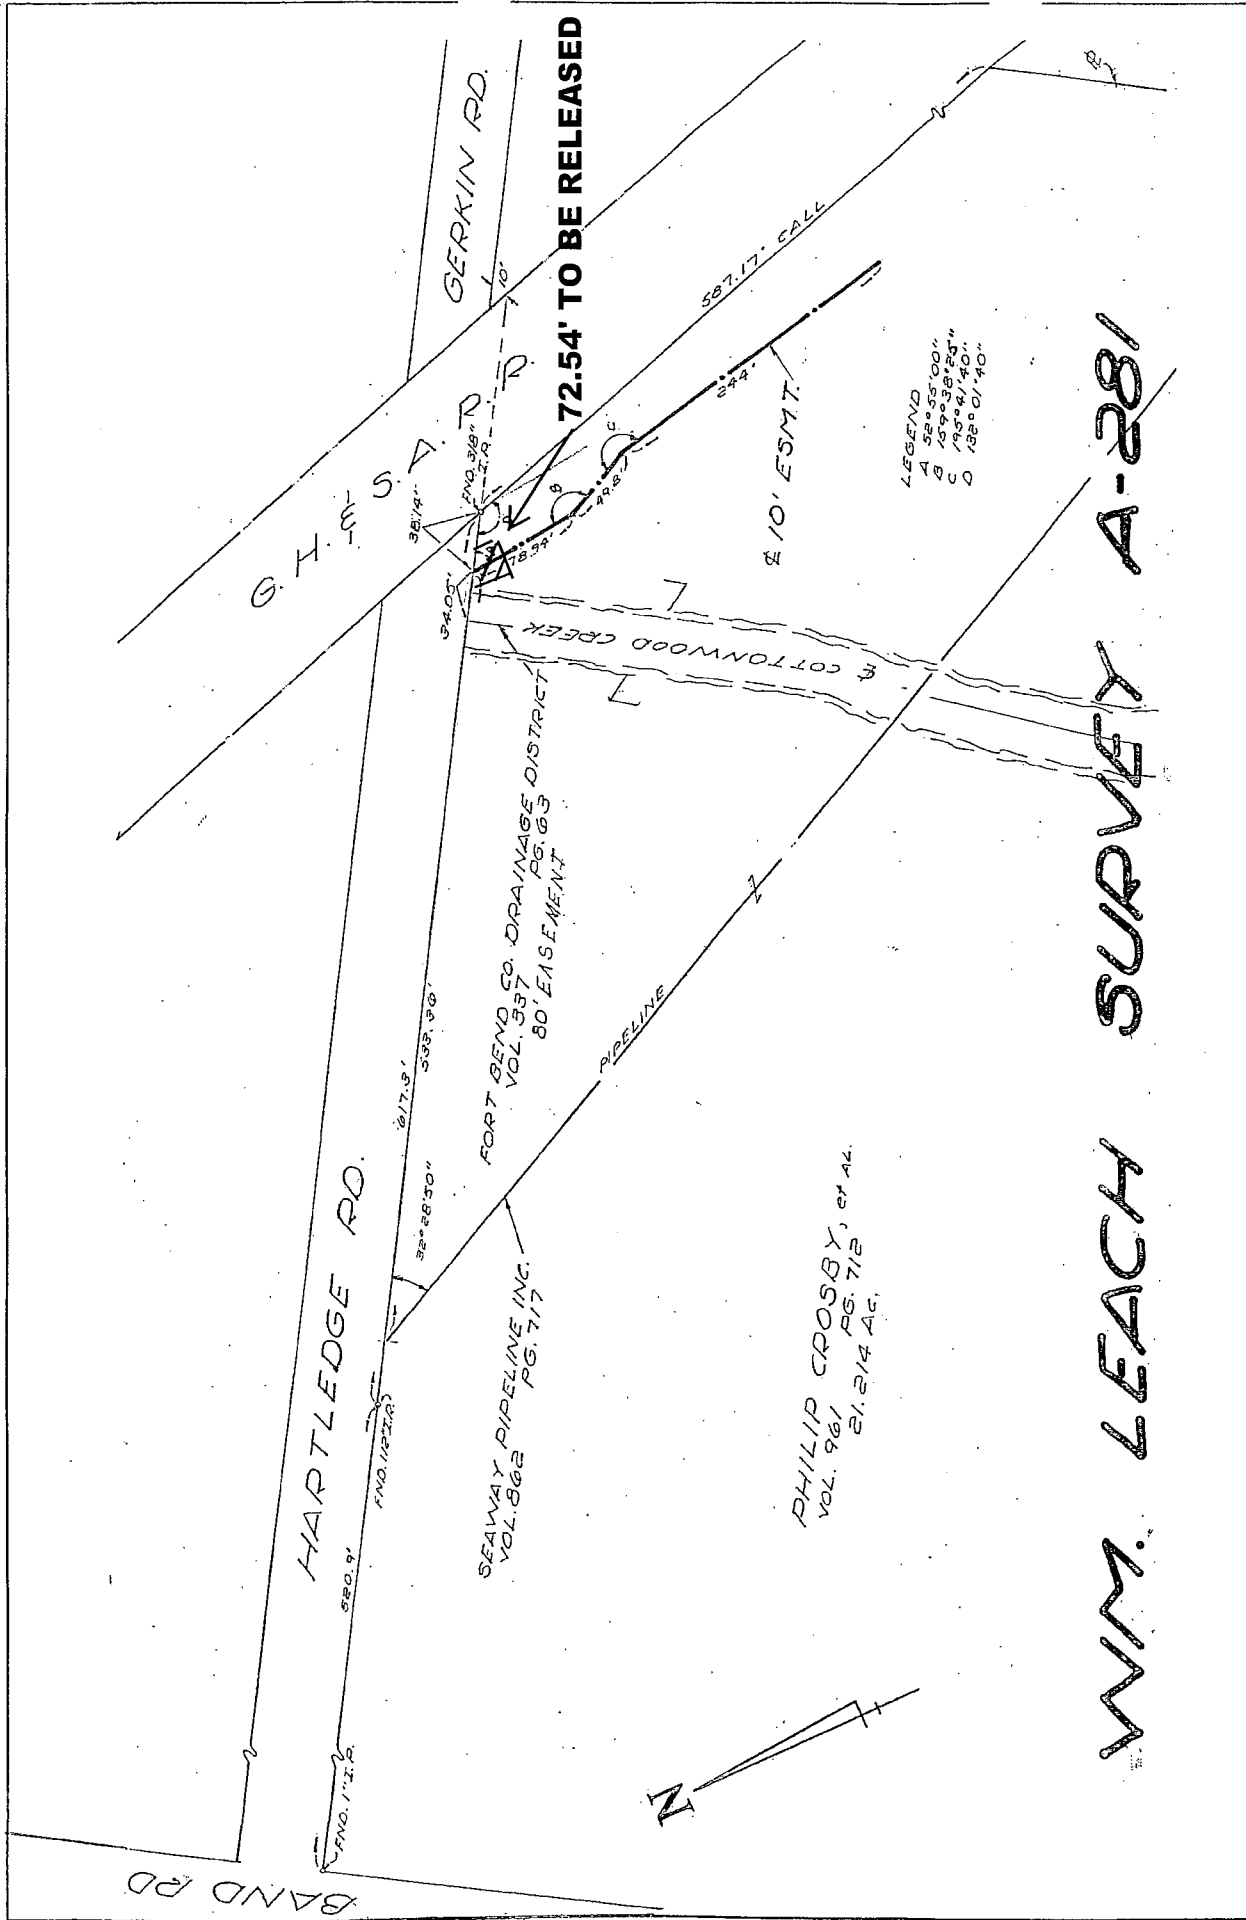 GERKIN RD.
G. H. & S. A. R. R.
10'
72.54' TO BE RELEASED
FND. 3/8" I.R.
38.14'
34.05'
A
B
C
D
78.94'
49.8'
244'
587.17' CALL
₵ 10' ESMT.
LEGEND
A 52° 55' 00"
B 159° 38' 25"
C 195° 41' 40"
D 132° 01' 40"
₵ COTTONWOOD CREEK
FORT BEND CO. DRAINAGE DISTRICT
VOL. 337 PG. 63
80' EASEMENT
HARTLEDGE RD.
617.3'
533.36'
32° 28' 50"
PIPELINE
SEAWAY PIPELINE INC.
VOL. 862 PG. 717
FND. 1/2" I.R.
520.9'
FND. 1" I.P.
BAND RD
PHILIP CROSBY, et AL.
VOL. 961 PG. 712
21.214 AC.
N
WM. LEACH SURVEY A-281